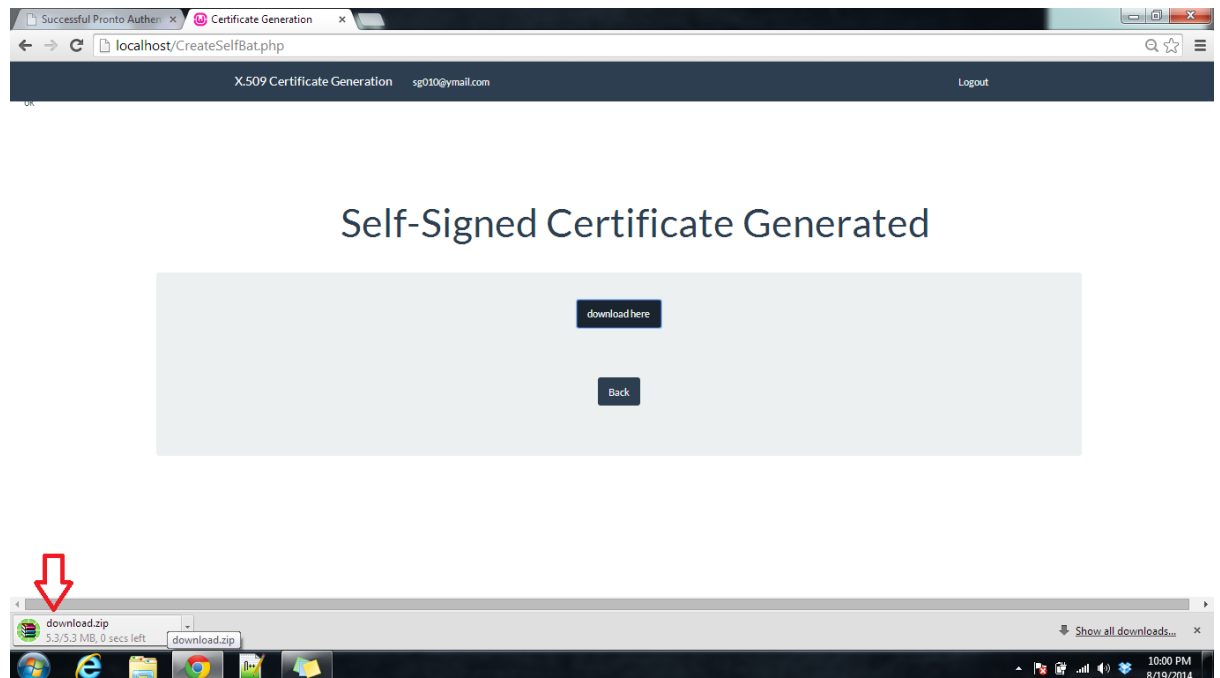 Successful Pronto Authen
Certificate Generation
localhost/CreateSelfBat.php
X.509 Certificate Generation sg010@ymail.com Logout
OK
Self-Signed Certificate Generated
download here
Back
download.zip
5.3/5.3 MB, 0 secs left
download.zip
Show all downloads...
10:00 PM
8/19/2014